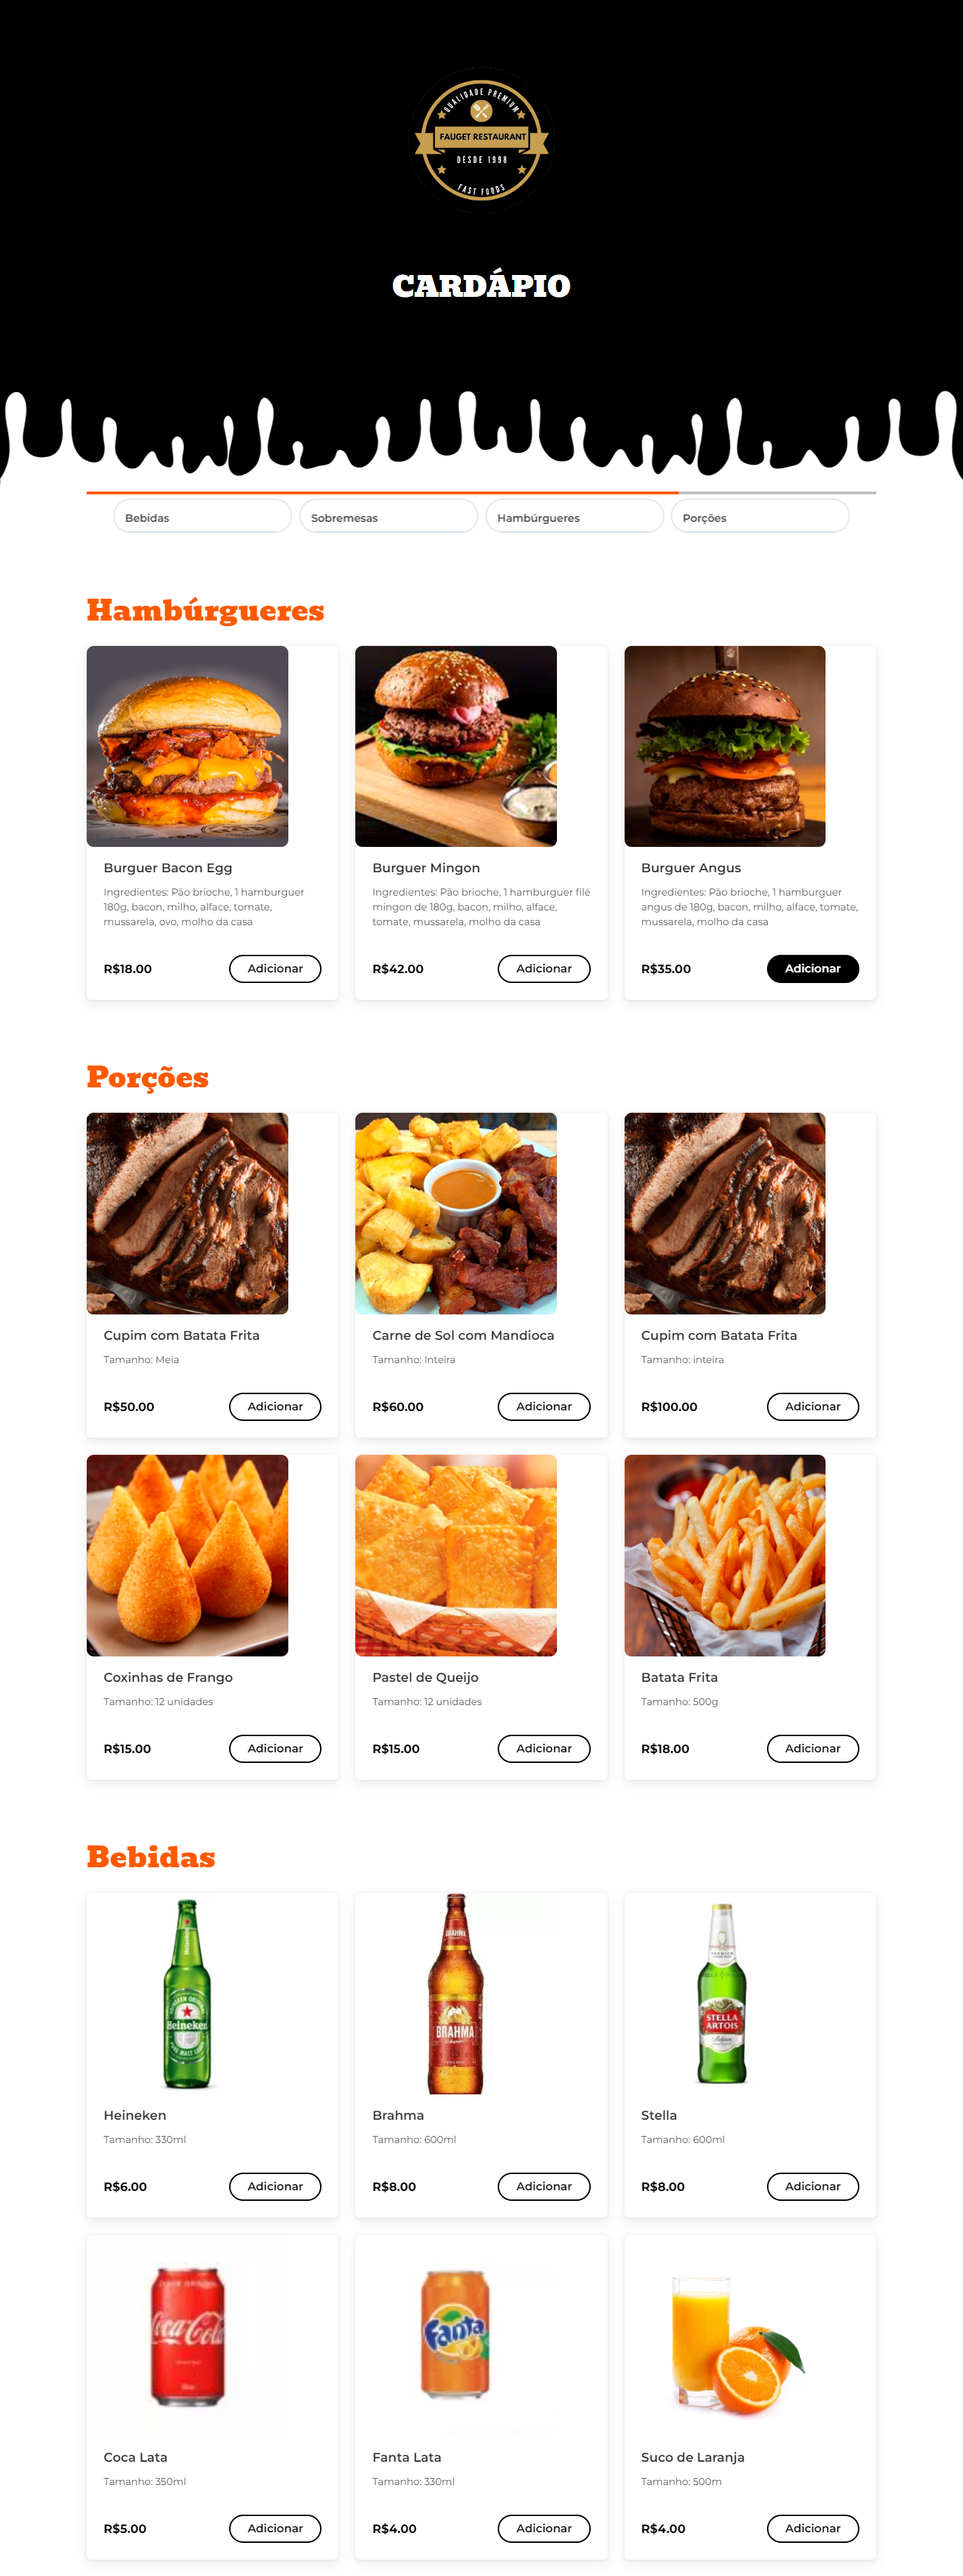 QUALIDADE PREMIUM
FAUGET RESTAURANT
DESDE 1998
FAST FOODS
CARDÁPIO
Bebidas
Sobremesas
Hambúrgueres
Porções
Hambúrgueres
Burguer Bacon Egg
Ingredientes: Pão brioche, 1 hamburguer
180g, bacon, milho, alface, tomate,
mussarela, ovo, molho da casa
R$18.00
Adicionar
Burguer Mingon
Ingredientes: Pão brioche, 1 hamburguer filé
mingon de 180g, bacon, milho, alface,
tomate, mussarela, molho da casa
R$42.00
Adicionar
Burguer Angus
Ingredientes: Pão brioche, 1 hamburguer
angus de 180g, bacon, milho, alface, tomate,
mussarela, molho da casa
R$35.00
Adicionar
Porções
Cupim com Batata Frita
Tamanho: Meia
R$50.00
Adicionar
Carne de Sol com Mandioca
Tamanho: Inteira
R$60.00
Adicionar
Cupim com Batata Frita
Tamanho: inteira
R$100.00
Adicionar
Coxinhas de Frango
Tamanho: 12 unidades
R$15.00
Adicionar
Pastel de Queijo
Tamanho: 12 unidades
R$15.00
Adicionar
Batata Frita
Tamanho: 500g
R$18.00
Adicionar
Bebidas
Heineken
Heineken
Tamanho: 330ml
R$6.00
Adicionar
BRAHMA
BRAHMA
Brahma
Tamanho: 600ml
R$8.00
Adicionar
STELLA
ARTOIS
Stella
Tamanho: 600ml
R$8.00
Adicionar
Coca-Cola
Coca Lata
Tamanho: 350ml
R$5.00
Adicionar
Fanta
Fanta Lata
Tamanho: 330ml
R$4.00
Adicionar
Suco de Laranja
Tamanho: 500m
R$4.00
Adicionar